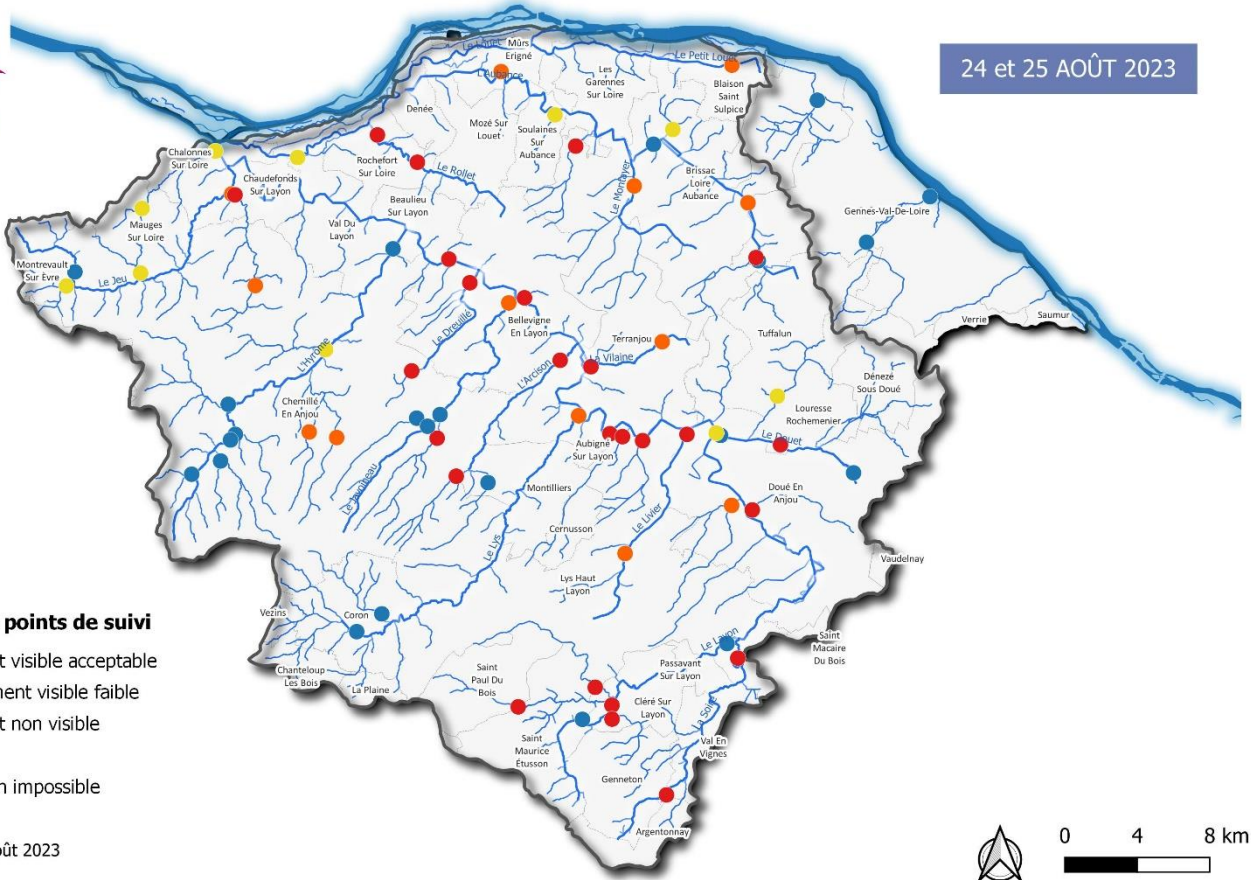 24 et 25 AOÛT 2023
Le Louet
Mûrs
Erigné
Le Petit Louet
L'Aubance
Les
Garennes
Sur Loire
Blaison
Saint
Sulpice
Denée
Mozé Sur
Louet
Soulaines
Sur
Aubance
Chalonnes
Sur Loire
Rochefort
Sur Loire
Le Rollet
Le Montayer
Brissac
Loire
Aubance
Chaudefonds
Sur Layon
Beaulieu
Sur Layon
Gennes-Val-De-Loire
Mauges
Sur Loire
Val Du
Layon
Montrevault
Sur Evre
Le Jeu
Verrie
Saumur
Bellevigne
En Layon
Le Dreuillé
Terranjou
Tuffalun
L'Hyrôme
L'Arcison
La Vilaine
Dénezé
Sous Doué
Chemillé
En Anjou
Louresse
Rochemenier
Aubigné
Sur Layon
Le Douet
Le Javoineau
Montilliers
Doué En
Anjou
Cernusson
Le Livier
Le Lys
Vaudelnay
Lys Haut
Layon
Vezins
Coron
Saint
Macaire
Du Bois
Le Layon
Chanteloup
Les Bois
La Plaine
Saint
Paul Du
Bois
Passavant
Sur Layon
Cléré Sur
Layon
La Soire
Saint
Maurice
Étusson
Val En
Vignes
Genneton
Argentonnay
points de suivi
t visible acceptable
ment visible faible
t non visible
n impossible
oût 2023
0 4 8 km